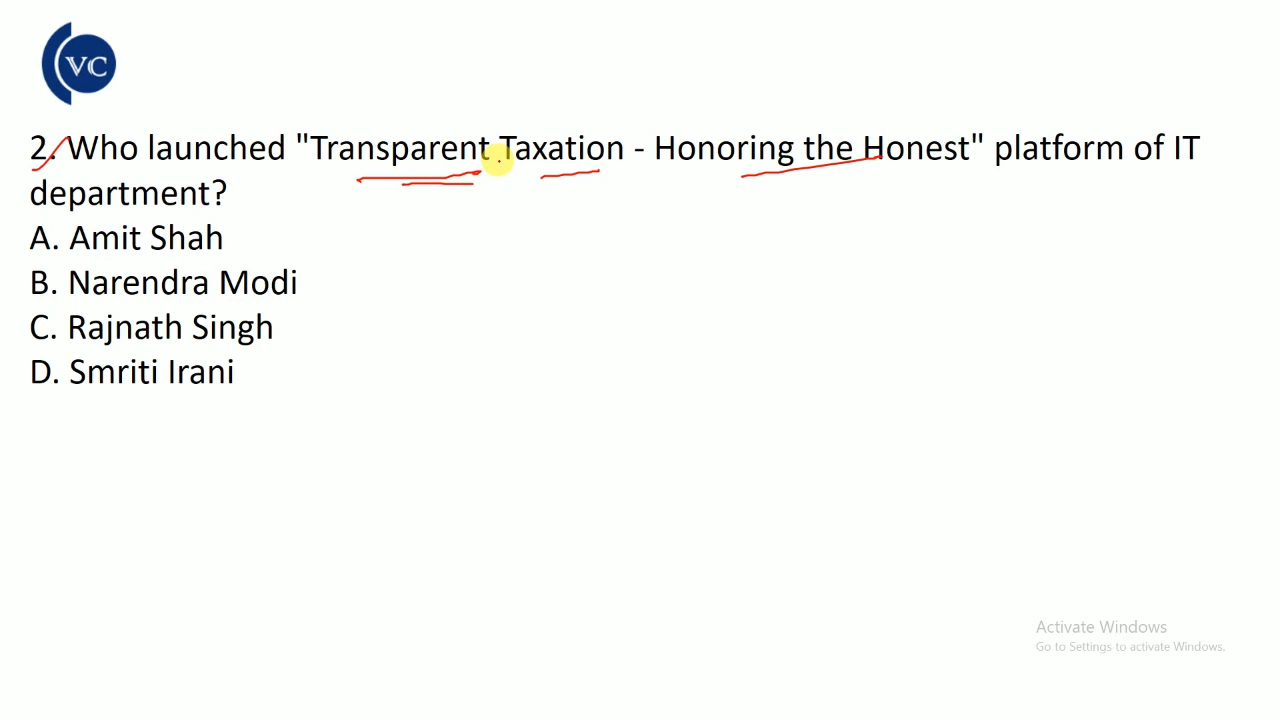 VC
2. Who launched "Transparent Taxation - Honoring the Honest" platform of IT
department?
A. Amit Shah
B. Narendra Modi
C. Rajnath Singh
D. Smriti Irani
Activate Windows
Go to Settings to activate Windows.